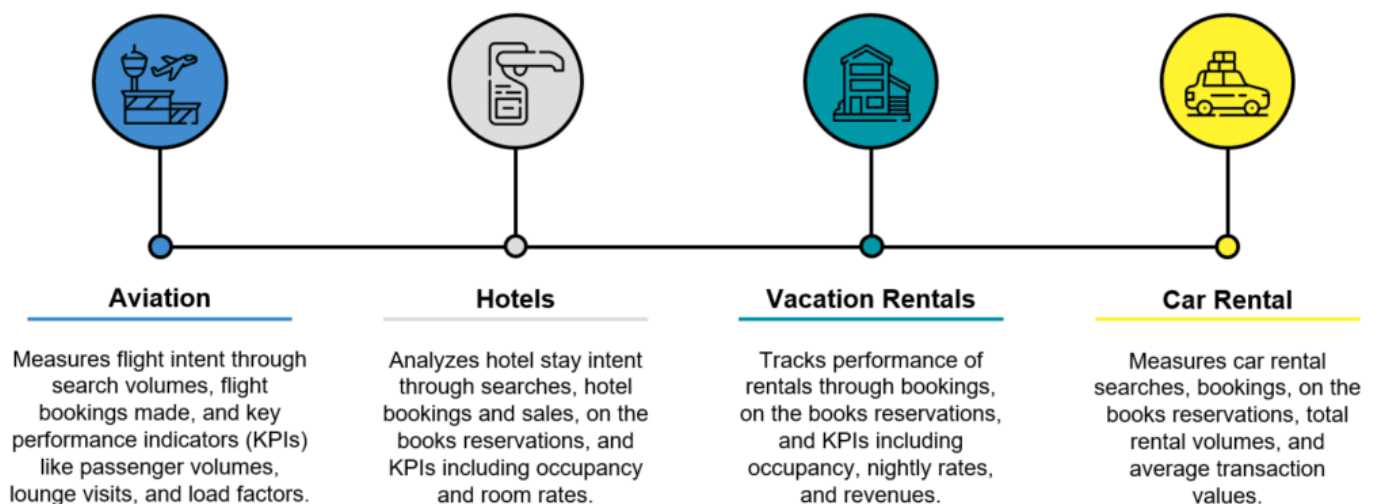 Aviation
Measures flight intent through
search volumes, flight
bookings made, and key
performance indicators (KPIs)
like passenger volumes,
lounge visits, and load factors.
Hotels
Analyzes hotel stay intent
through searches, hotel
bookings and sales, on the
books reservations, and
KPIs including occupancy
and room rates.
Vacation Rentals
Tracks performance of
rentals through bookings,
on the books reservations,
and KPIs including
occupancy, nightly rates,
and revenues.
Car Rental
Measures car rental
searches, bookings, on the
books reservations, total
rental volumes, and
average transaction
values.